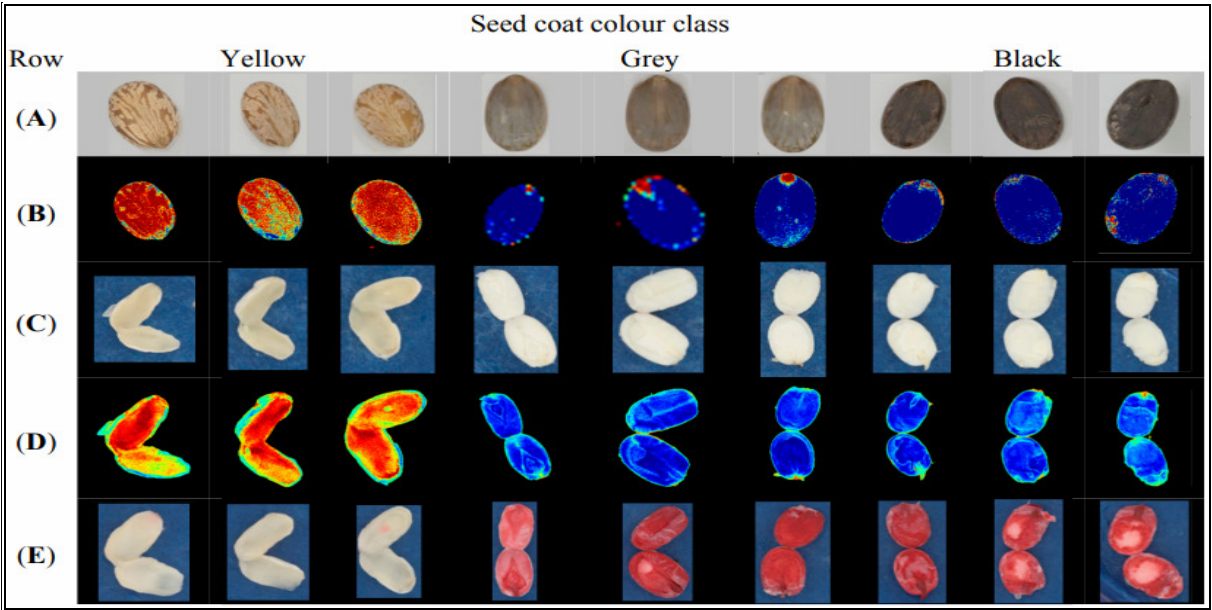 Seed coat colour class
Row Yellow Grey Black
(A)
(B)
(C)
(D)
(E)